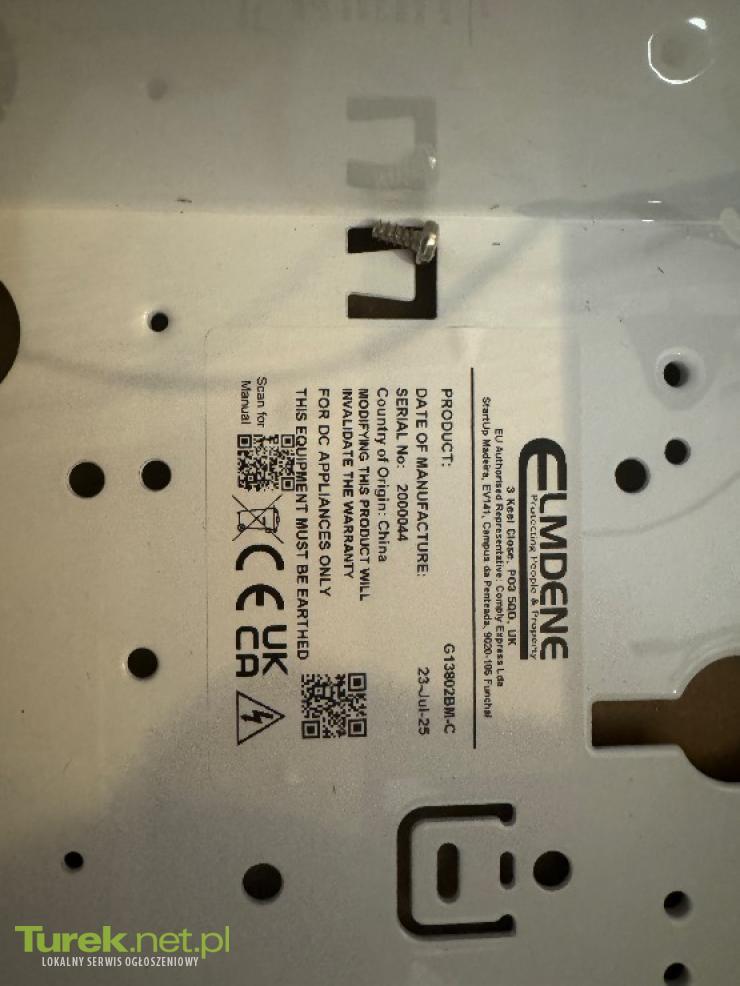 ELMDENE
Protecting People & Property
3 Keel Close, PO3 5QD, UK
EU Authorised Representative: Comply Express Lda
StartUp Madeira, EV141, Campus da Penteada, 9020-105 Funchal
PRODUCT: G13802BM-C
DATE OF MANUFACTURE: 23-Jul-25
SERIAL No: 2000044
Country of Origin: China
MODIFYING THIS PRODUCT WILL
INVALIDATE THE WARRANTY
FOR DC APPLIANCES ONLY
THIS EQUIPMENT MUST BE EARTHED
Scan for
Manual
CE
UK
CA
Turek.net.pl
LOKALNY SERWIS OGŁOSZENIOWY